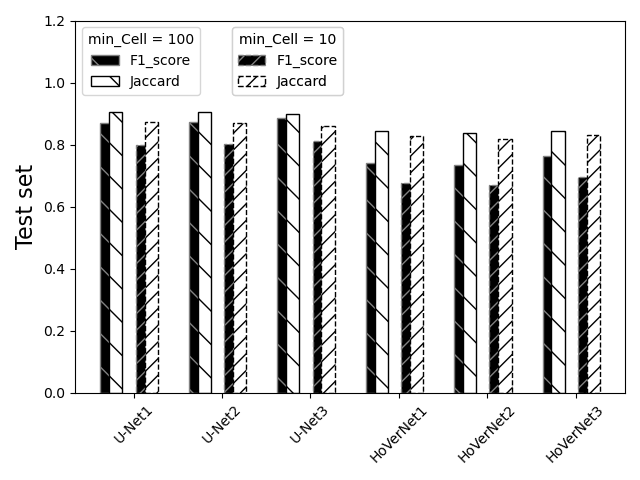 min_Cell = 100
F1_score
Jaccard
min_Cell = 10
F1_score
Jaccard
Test set
1.2
1.0
0.8
0.6
0.4
0.2
0.0
U-Net1
U-Net2
U-Net3
HoVerNet1
HoVerNet2
HoVerNet3